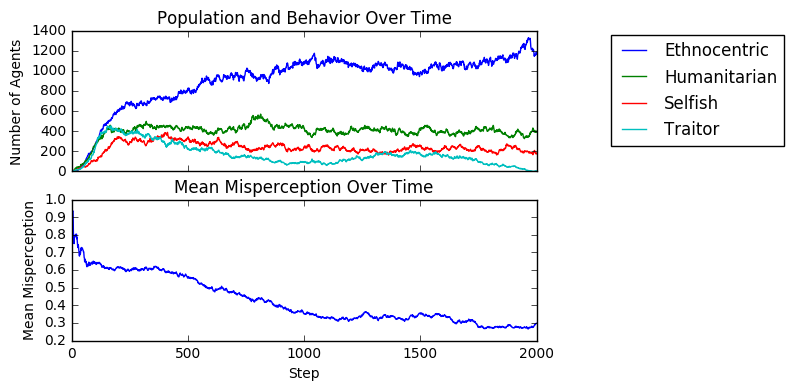 Population and Behavior Over Time
1400
1200
1000
800
600
400
200
0
Number of Agents
Ethnocentric
Humanitarian
Selfish
Traitor
Mean Misperception Over Time
1.0
0.9
0.8
0.7
0.6
0.5
0.4
0.3
0.2
Mean Misperception
0 500 1000 1500 2000
Step